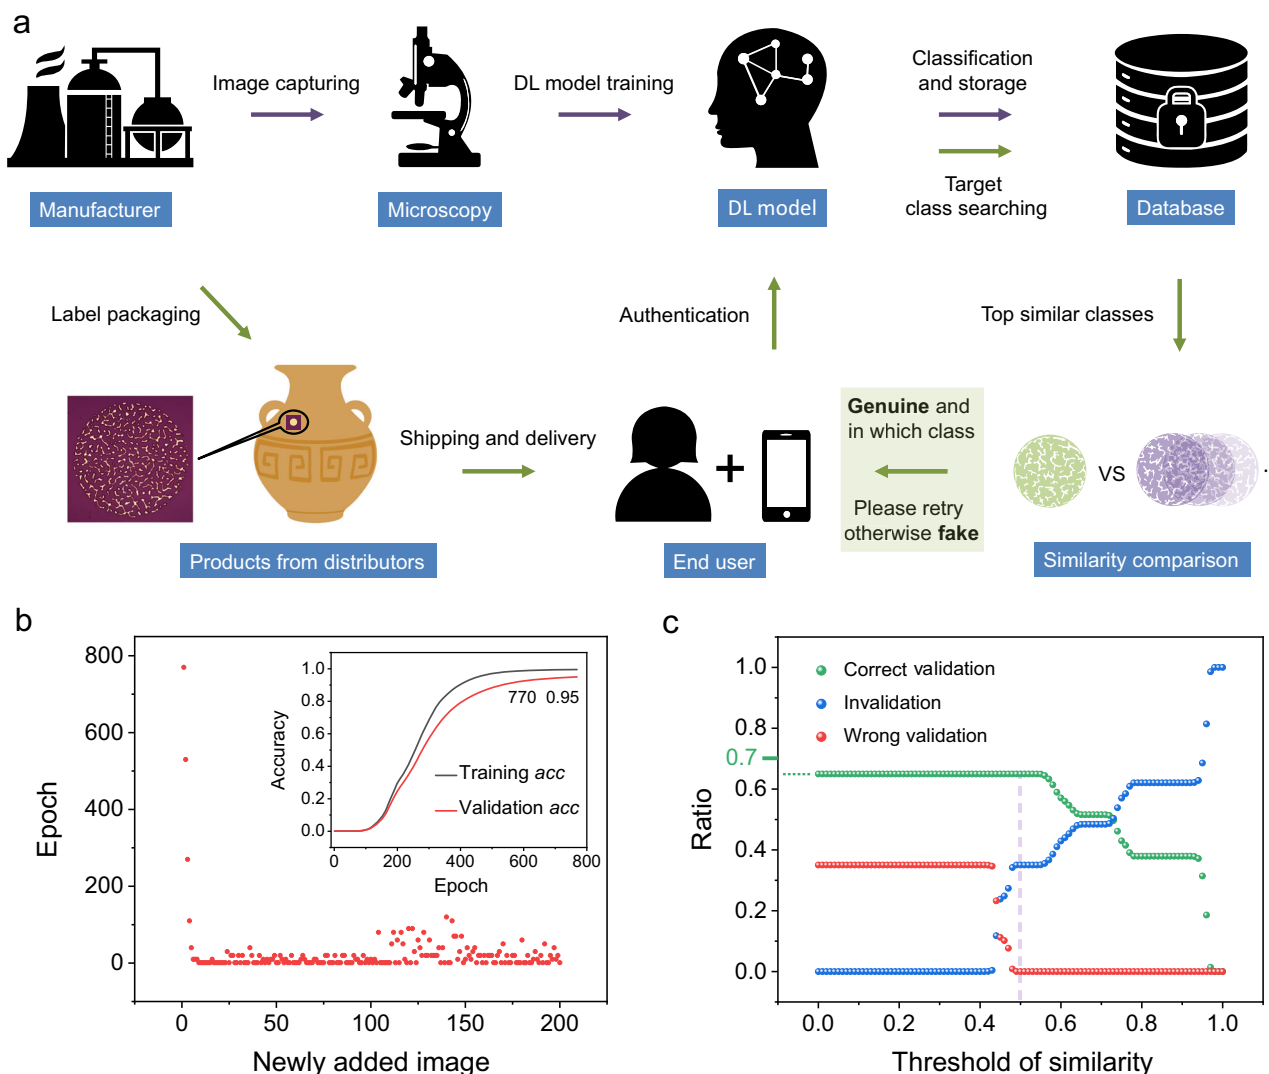 a
Image capturing
DL model training
Classification
and storage
Target
class searching
Manufacturer
Microscopy
DL model
Database
Label packaging
Authentication
Top similar classes
Shipping and delivery
Genuine and
in which class
Please retry
otherwise fake
VS
Products from distributors
End user
Similarity comparison
b
800
600
400
200
0
Epoch
0
50
100
150
200
Newly added image
1.0
0.8
0.6
0.4
0.2
0.0
Accuracy
770 0.95
Training acc
Validation acc
0
200
400
600
800
Epoch
c
1.0
0.8
0.7
0.6
0.4
0.2
0.0
Ratio
Correct validation
Invalidation
Wrong validation
0.0
0.2
0.4
0.6
0.8
1.0
Threshold of similarity